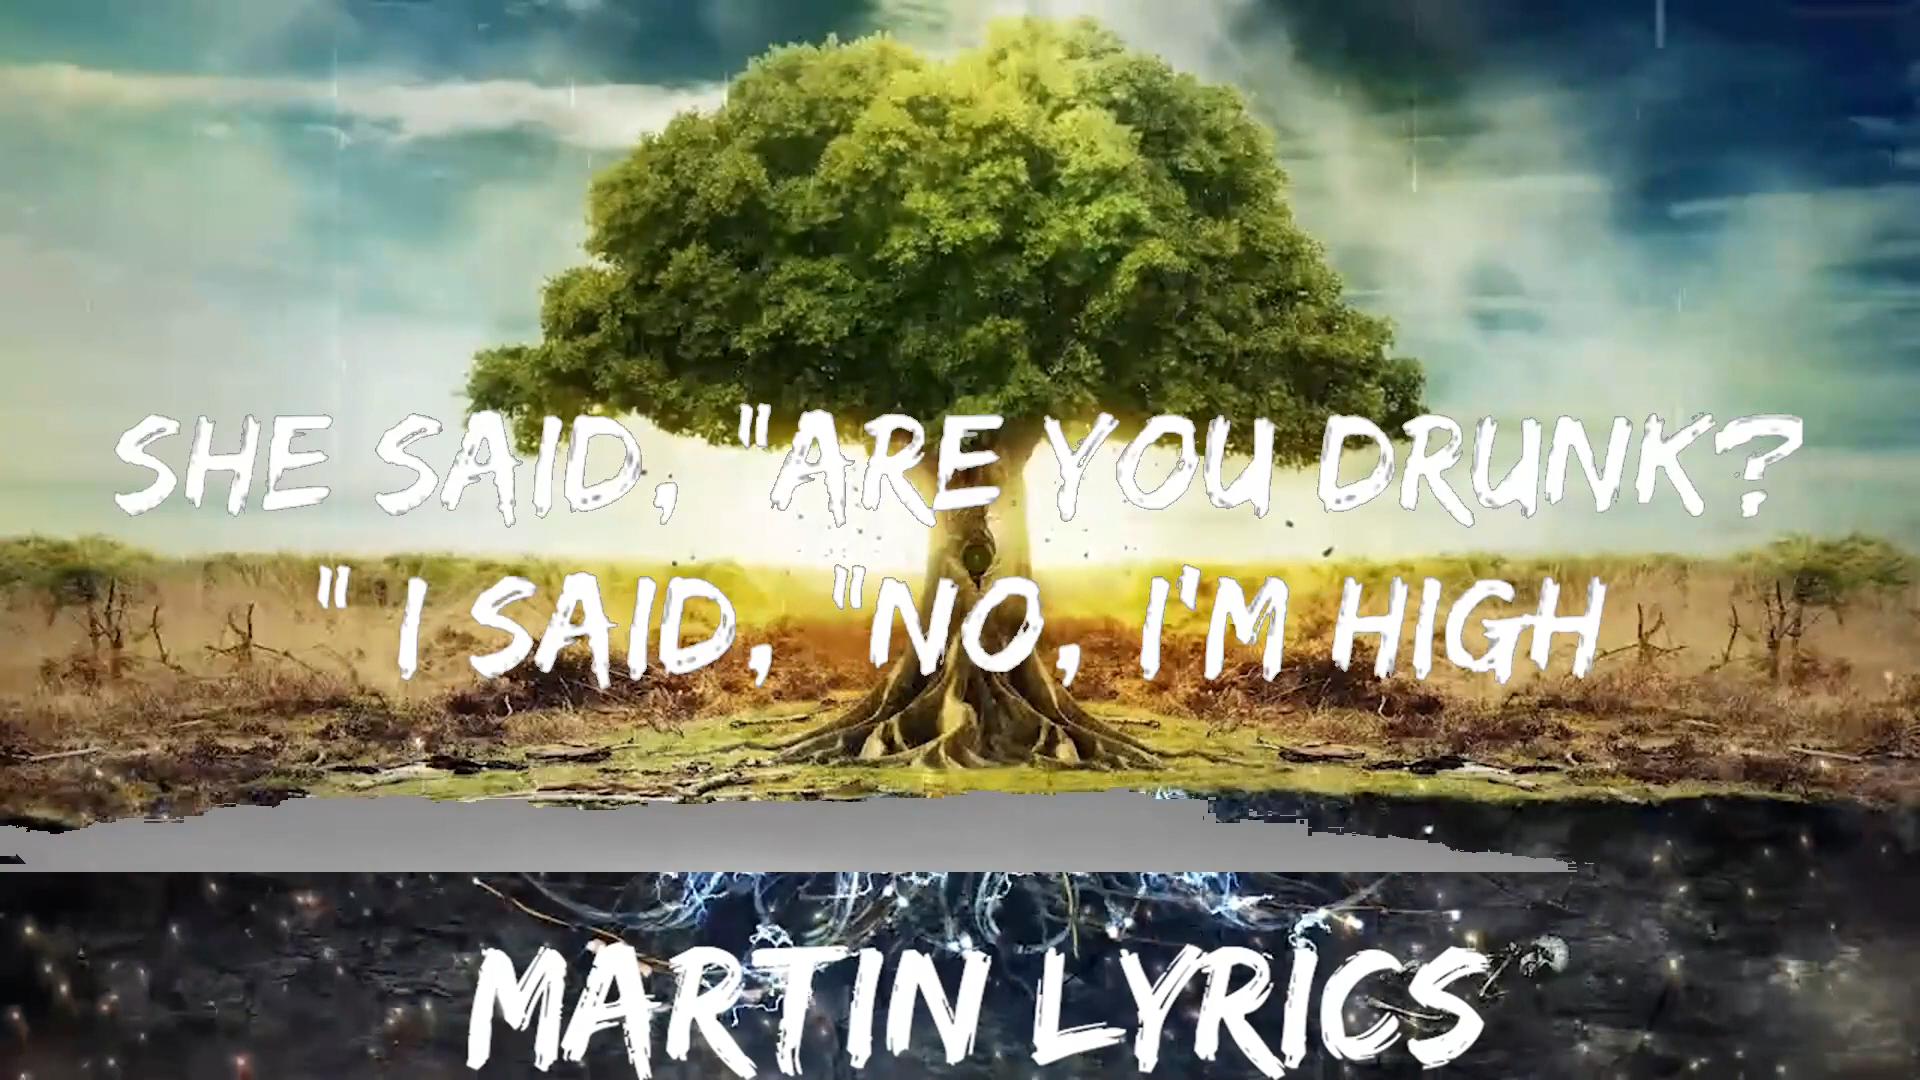 SHE SAID, "ARE YOU DRUNK?
" I SAID, "NO, I'M HIGH
MARTIN LYRICS